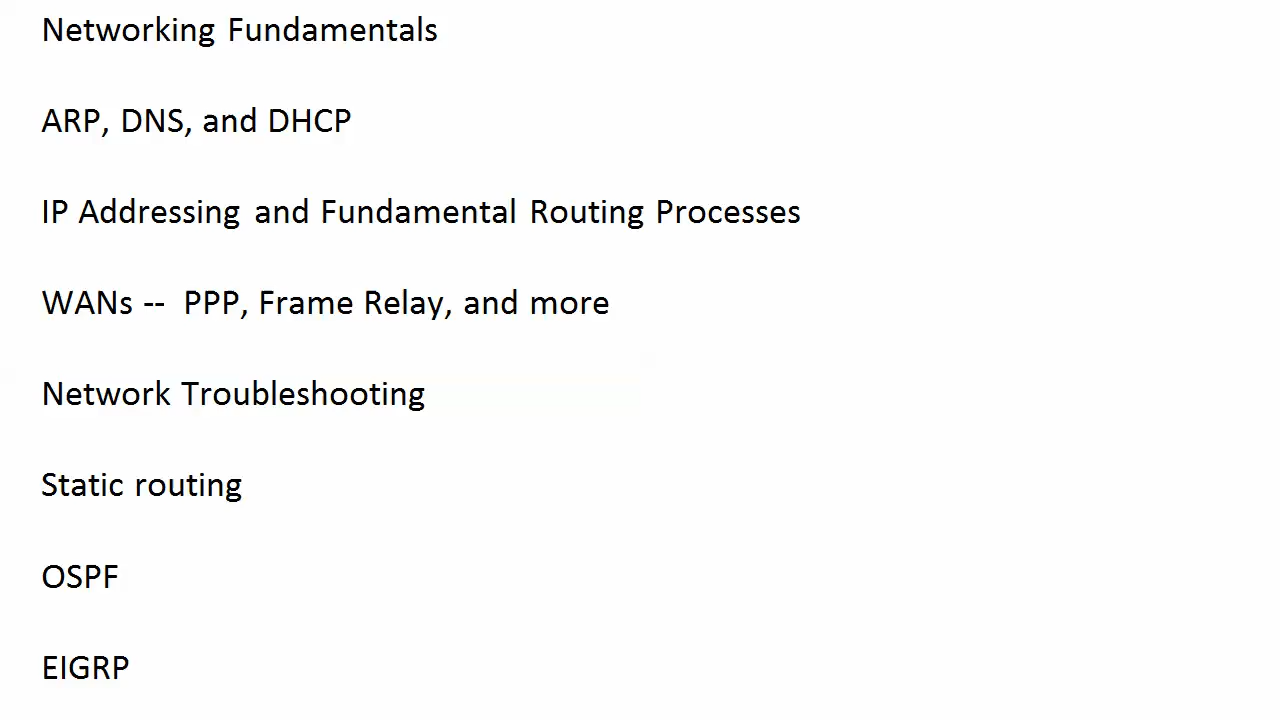 Networking Fundamentals
ARP, DNS, and DHCP
IP Addressing and Fundamental Routing Processes
WANs --  PPP, Frame Relay, and more
Network Troubleshooting
Static routing
OSPF
EIGRP